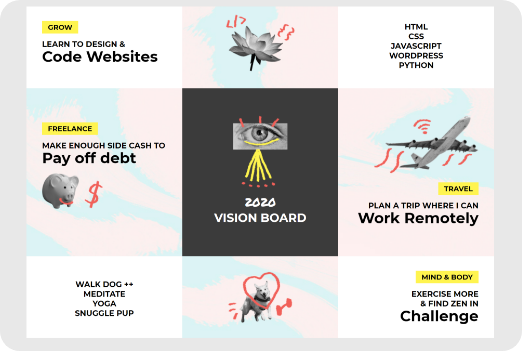 GROW
LEARN TO DESIGN &
Code Websites
</>
{}
HTML
CSS
JAVASCRIPT
WORDPRESS
PYTHON
FREELANCE
MAKE ENOUGH SIDE CASH TO
Pay off debt
$
2020
VISION BOARD
TRAVEL
PLAN A TRIP WHERE I CAN
Work Remotely
WALK DOG ++
MEDITATE
YOGA
SNUGGLE PUP
MIND & BODY
EXERCISE MORE
& FIND ZEN IN
Challenge